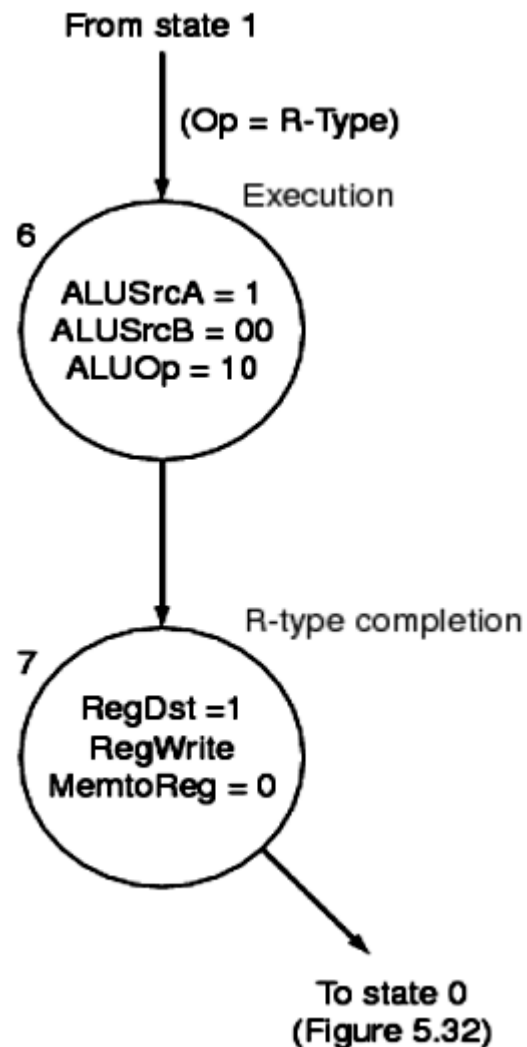 From state 1
(Op = R-Type)
Execution
6
ALUSrcA = 1
ALUSrcB = 00
ALUOp = 10
R-type completion
7
RegDst =1
RegWrite
MemtoReg = 0
To state 0
(Figure 5.32)